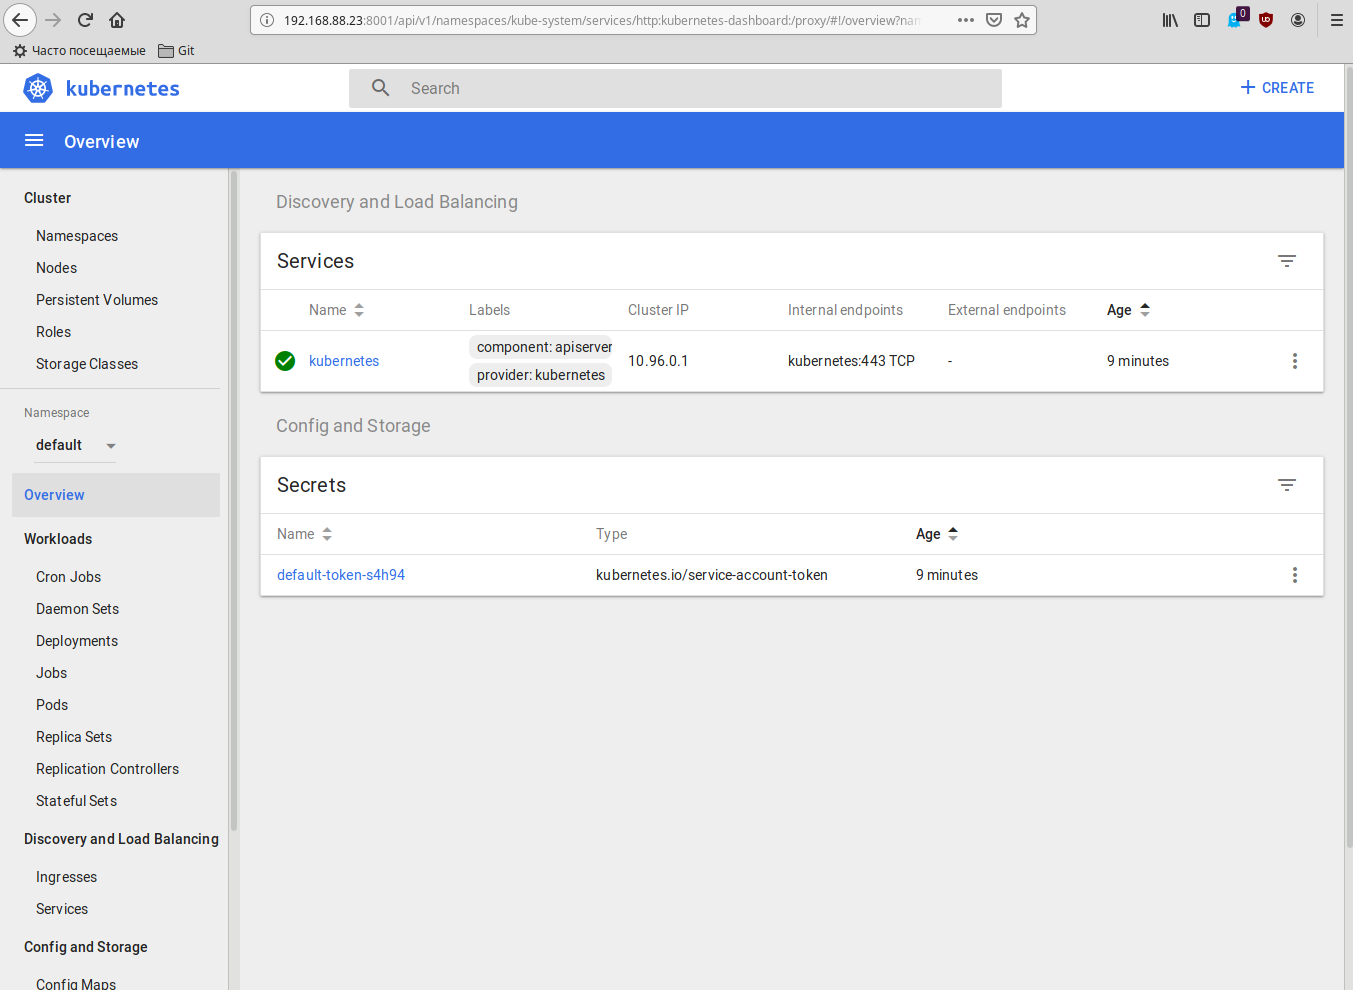 192.168.88.23:8001/api/v1/namespaces/kube-system/services/http:kubernetes-dashboard:/proxy/#!/overview?nam
0
Часто посещаемые Git
kubernetes
Search
CREATE
Overview
Cluster
Namespaces
Nodes
Persistent Volumes
Roles
Storage Classes
Namespace
default
Overview
Workloads
Cron Jobs
Daemon Sets
Deployments
Jobs
Pods
Replica Sets
Replication Controllers
Stateful Sets
Discovery and Load Balancing
Ingresses
Services
Config and Storage
Config Maps
Discovery and Load Balancing
Services
Name Labels Cluster IP Internal endpoints External endpoints Age
kubernetes component: apiserver provider: kubernetes 10.96.0.1 kubernetes:443 TCP - 9 minutes
Config and Storage
Secrets
Name Type Age
default-token-s4h94 kubernetes.io/service-account-token 9 minutes